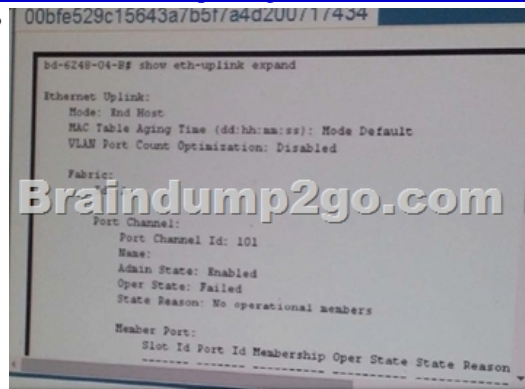 00bfe529c15643a7b5f7a4d200717434
bd-6248-04-B# show eth-uplink expand
Ethernet Uplink:
Mode: End Host
MAC Table Aging Time (dd:hh:mm:ss): Mode Default
VLAN Port Count Optimization: Disabled
Fabric:
Braindump2go.com
Port Channel:
Port Channel Id: 101
Name:
Admin State: Enabled
Oper State: Failed
State Reason: No operational members
Member Port:
Slot Id Port Id Membership Oper State State Reason
------- ------- ---------- ---------- ------------